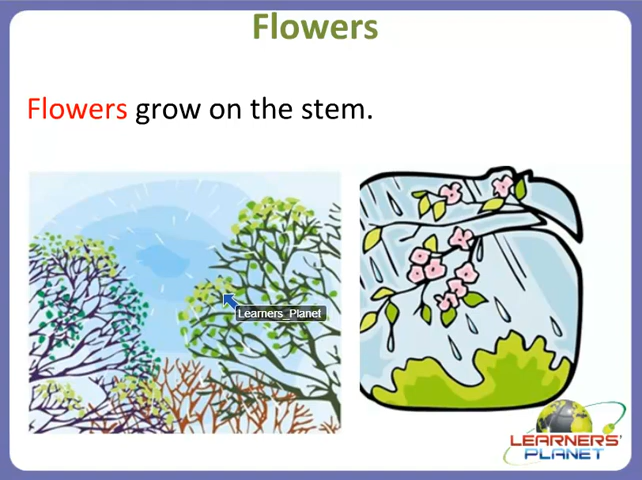 Flowers
Flowers grow on the stem.
Learners_Planet
LEARNERS'
PLANET